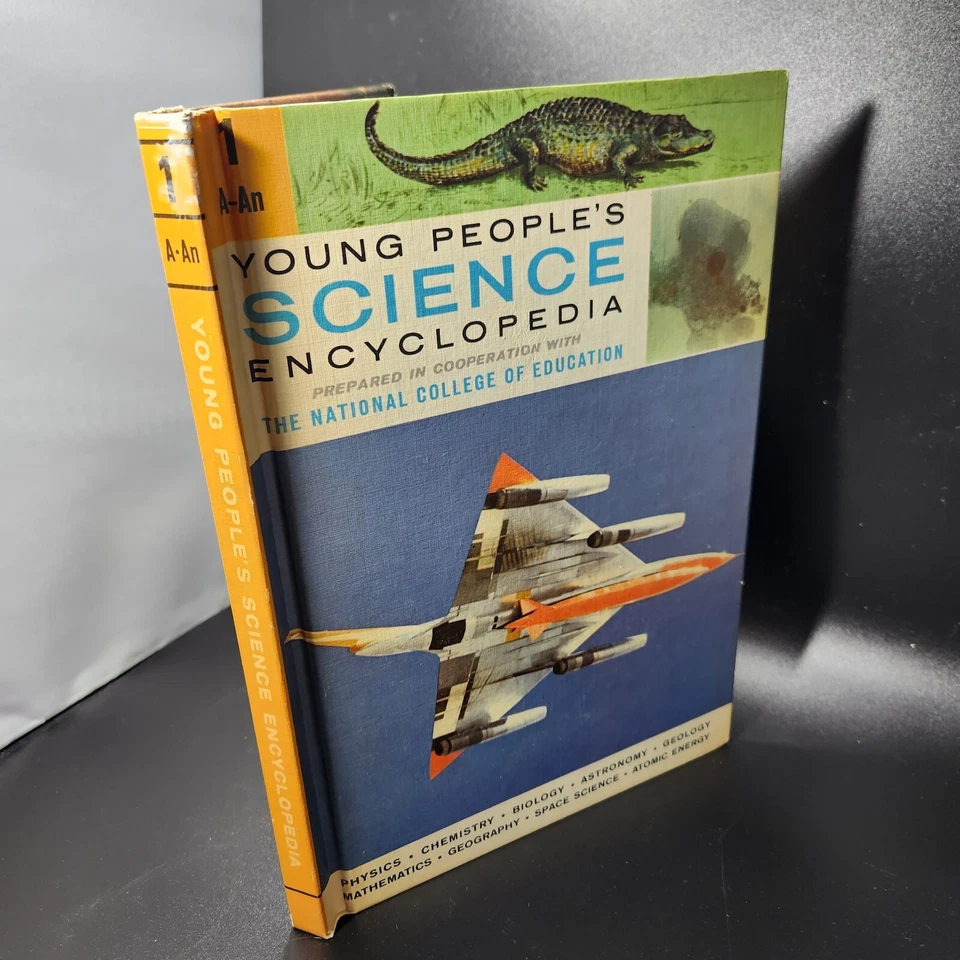 1
A-An
YOUNG PEOPLE'S
SCIENCE
ENCYCLOPEDIA
PREPARED IN COOPERATION WITH
THE NATIONAL COLLEGE OF EDUCATION
PHYSICS • CHEMISTRY • BIOLOGY • ASTRONOMY • GEOLOGY
MATHEMATICS • GEOGRAPHY • SPACE SCIENCE • ATOMIC ENERGY
1
A·An
YOUNG PEOPLE'S SCIENCE ENCYCLOPEDIA